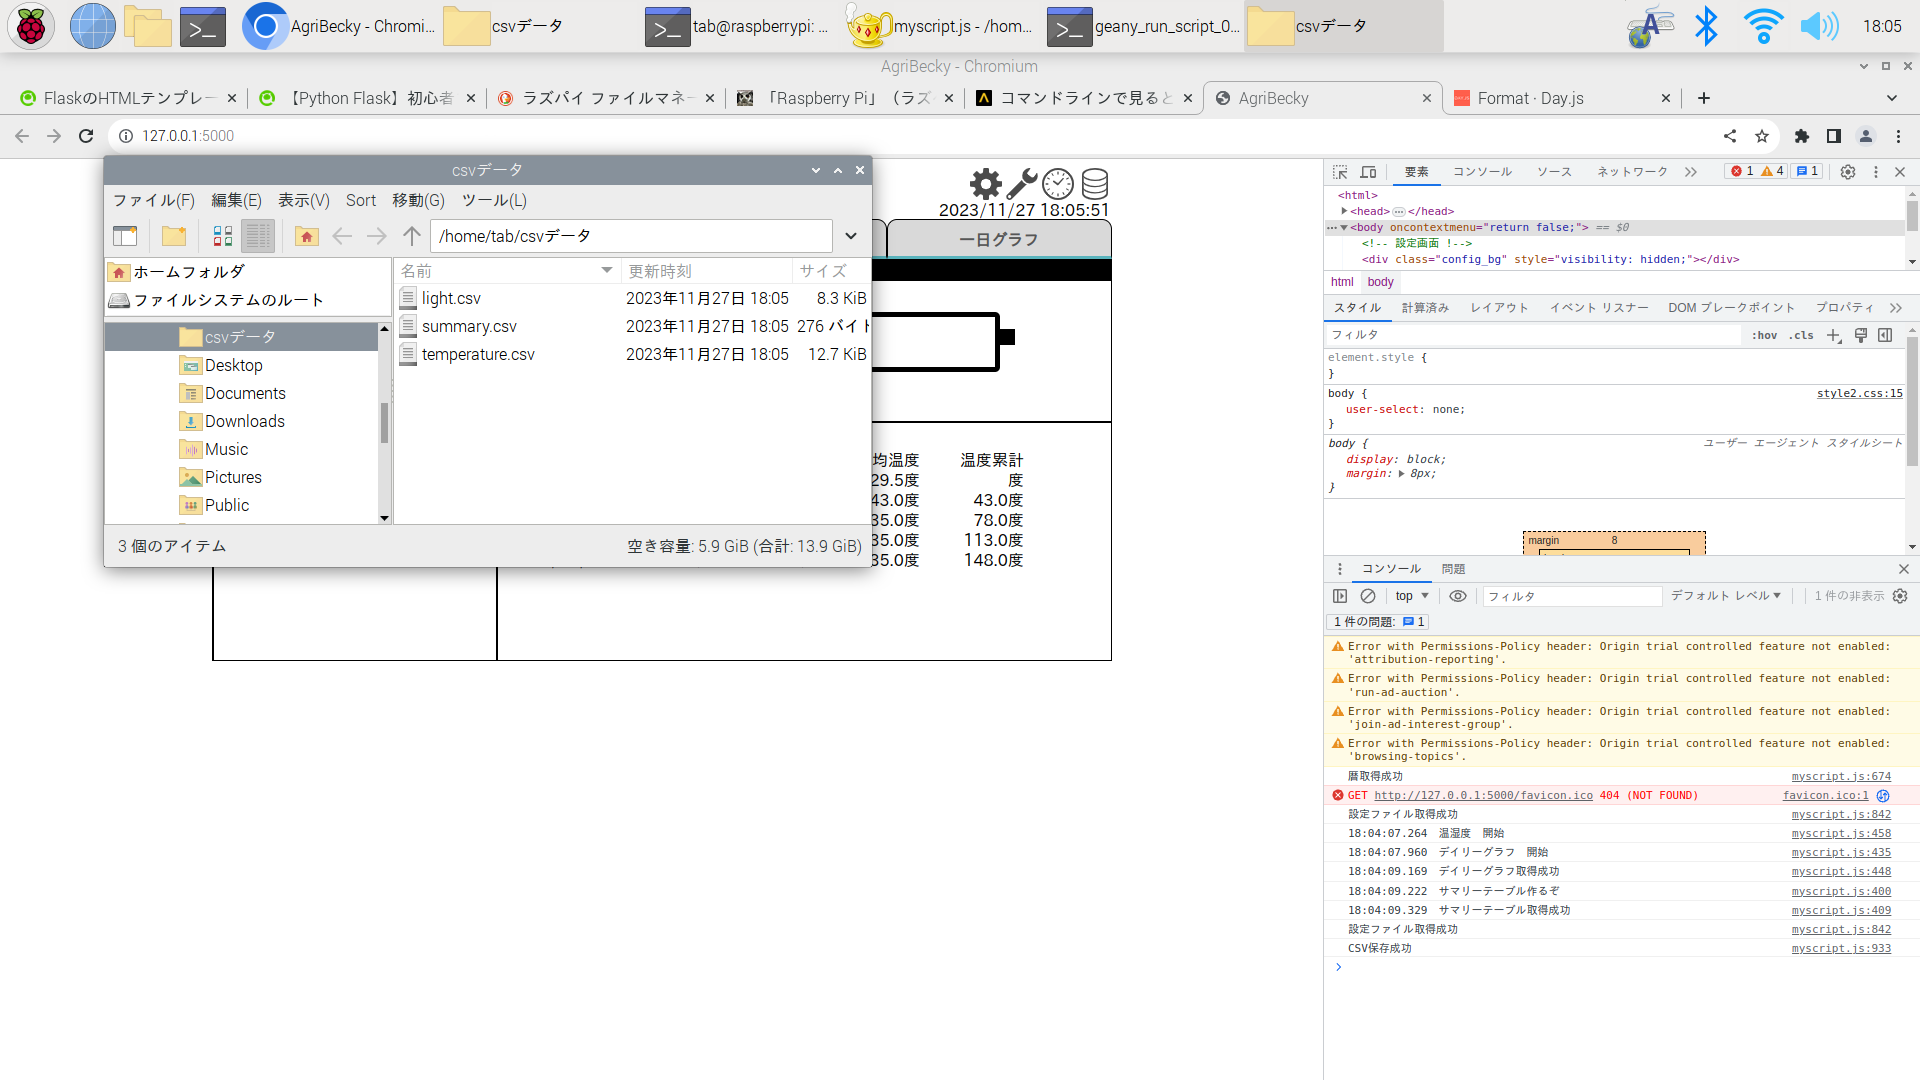 AgriBecky - Chromi...
csvデータ
tab@raspberrypi: ...
myscript.js - /hom...
geany_run_script_0...
csvデータ
18:05
AgriBecky - Chromium
FlaskのHTMLテンプレー
【Python Flask】初心者
ラズパイ ファイルマネー
「Raspberry Pi」（ラズ
コマンドラインで見ると
AgriBecky
Format · Day.js
127.0.0.1:5000
csvデータ
ファイル(F) 編集(E) 表示(V) Sort 移動(G) ツール(L)
/home/tab/csvデータ
ホームフォルダ
ファイルシステムのルート
csvデータ
Desktop
Documents
Downloads
Music
Pictures
Public
名前 更新時刻 サイズ
light.csv 2023年11月27日 18:05 8.3 KiB
summary.csv 2023年11月27日 18:05 276 バイト
temperature.csv 2023年11月27日 18:05 12.7 KiB
3 個のアイテム
空き容量: 5.9 GiB (合計: 13.9 GiB)
2023/11/27 18:05:51
一日グラフ
均温度 温度累計
29.5度 度
43.0度 43.0度
35.0度 78.0度
35.0度 113.0度
35.0度 148.0度
要素 コンソール ソース ネットワーク
1 4 1
<html>
<head> … </head>
<body oncontextmenu="return false;"> == $0
<!-- 設定画面 !-->
<div class="config_bg" style="visibility: hidden;"></div>
html body
スタイル 計算済み レイアウト イベント リスナー DOM ブレークポイント プロパティ
フィルタ
:hov .cls
element.style {
}
body {
style2.css:15
user-select: none;
}
body {
ユーザー エージェント スタイルシート
display: block;
margin: 8px;
}
margin 8
コンソール 問題
top
フィルタ
デフォルト レベル
1 件の非表示
1 件の問題: 1
Error with Permissions-Policy header: Origin trial controlled feature not enabled:
'attribution-reporting'.
Error with Permissions-Policy header: Origin trial controlled feature not enabled:
'run-ad-auction'.
Error with Permissions-Policy header: Origin trial controlled feature not enabled:
'join-ad-interest-group'.
Error with Permissions-Policy header: Origin trial controlled feature not enabled:
'browsing-topics'.
暦取得成功 myscript.js:674
GET http://127.0.0.1:5000/favicon.ico 404 (NOT FOUND) favicon.ico:1
設定ファイル取得成功 myscript.js:842
18:04:07.264 温湿度 開始 myscript.js:458
18:04:07.960 デイリーグラフ 開始 myscript.js:435
18:04:09.169 デイリーグラフ取得成功 myscript.js:448
18:04:09.222 サマリーテーブル作るぞ myscript.js:400
18:04:09.329 サマリーテーブル取得成功 myscript.js:409
設定ファイル取得成功 myscript.js:842
CSV保存成功 myscript.js:933